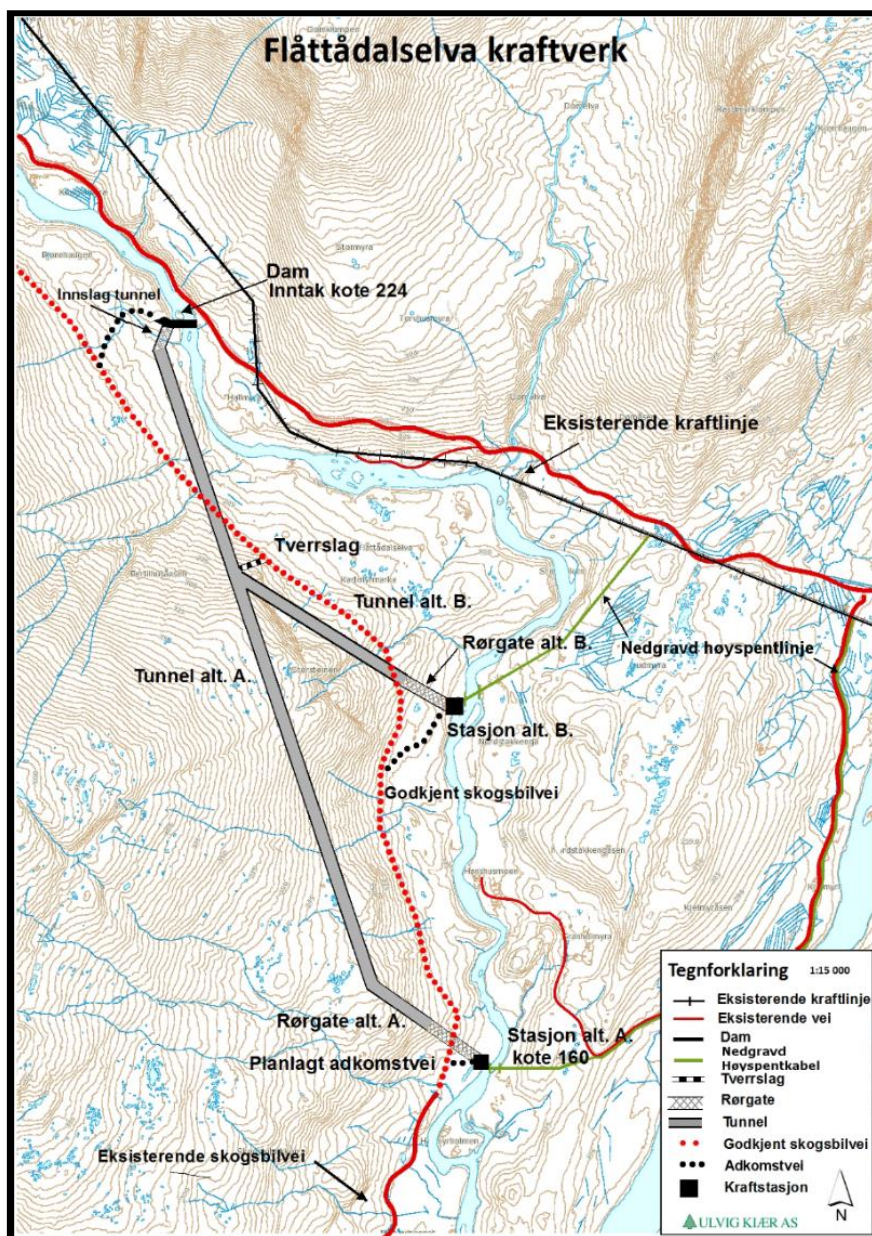 Flåttådalselva kraftverk
Dam
Inntak kote 224
Innslag tunnel
Stormyra
Eksisterende kraftlinje
Tverrslag
Tunnel alt. B.
Rørgate alt. B.
Nedgravd høyspentlinje
Tunnel alt. A.
Stasjon alt. B.
Godkjent skogsbilvei
Kjelmyråsen
Rørgate alt. A.
Stasjon alt. A.
kote 160
Planlagt adkomstvei
Eksisterende skogsbilvei
Tegnforklaring 1:15 000
Eksisterende kraftlinje
Eksisterende vei
Dam
Nedgravd
Høyspentkabel
Tverrslag
Rørgate
Tunnel
Godkjent skogsbilvei
Adkomstvei
Kraftstasjon
N
ULVIG KIÆR AS